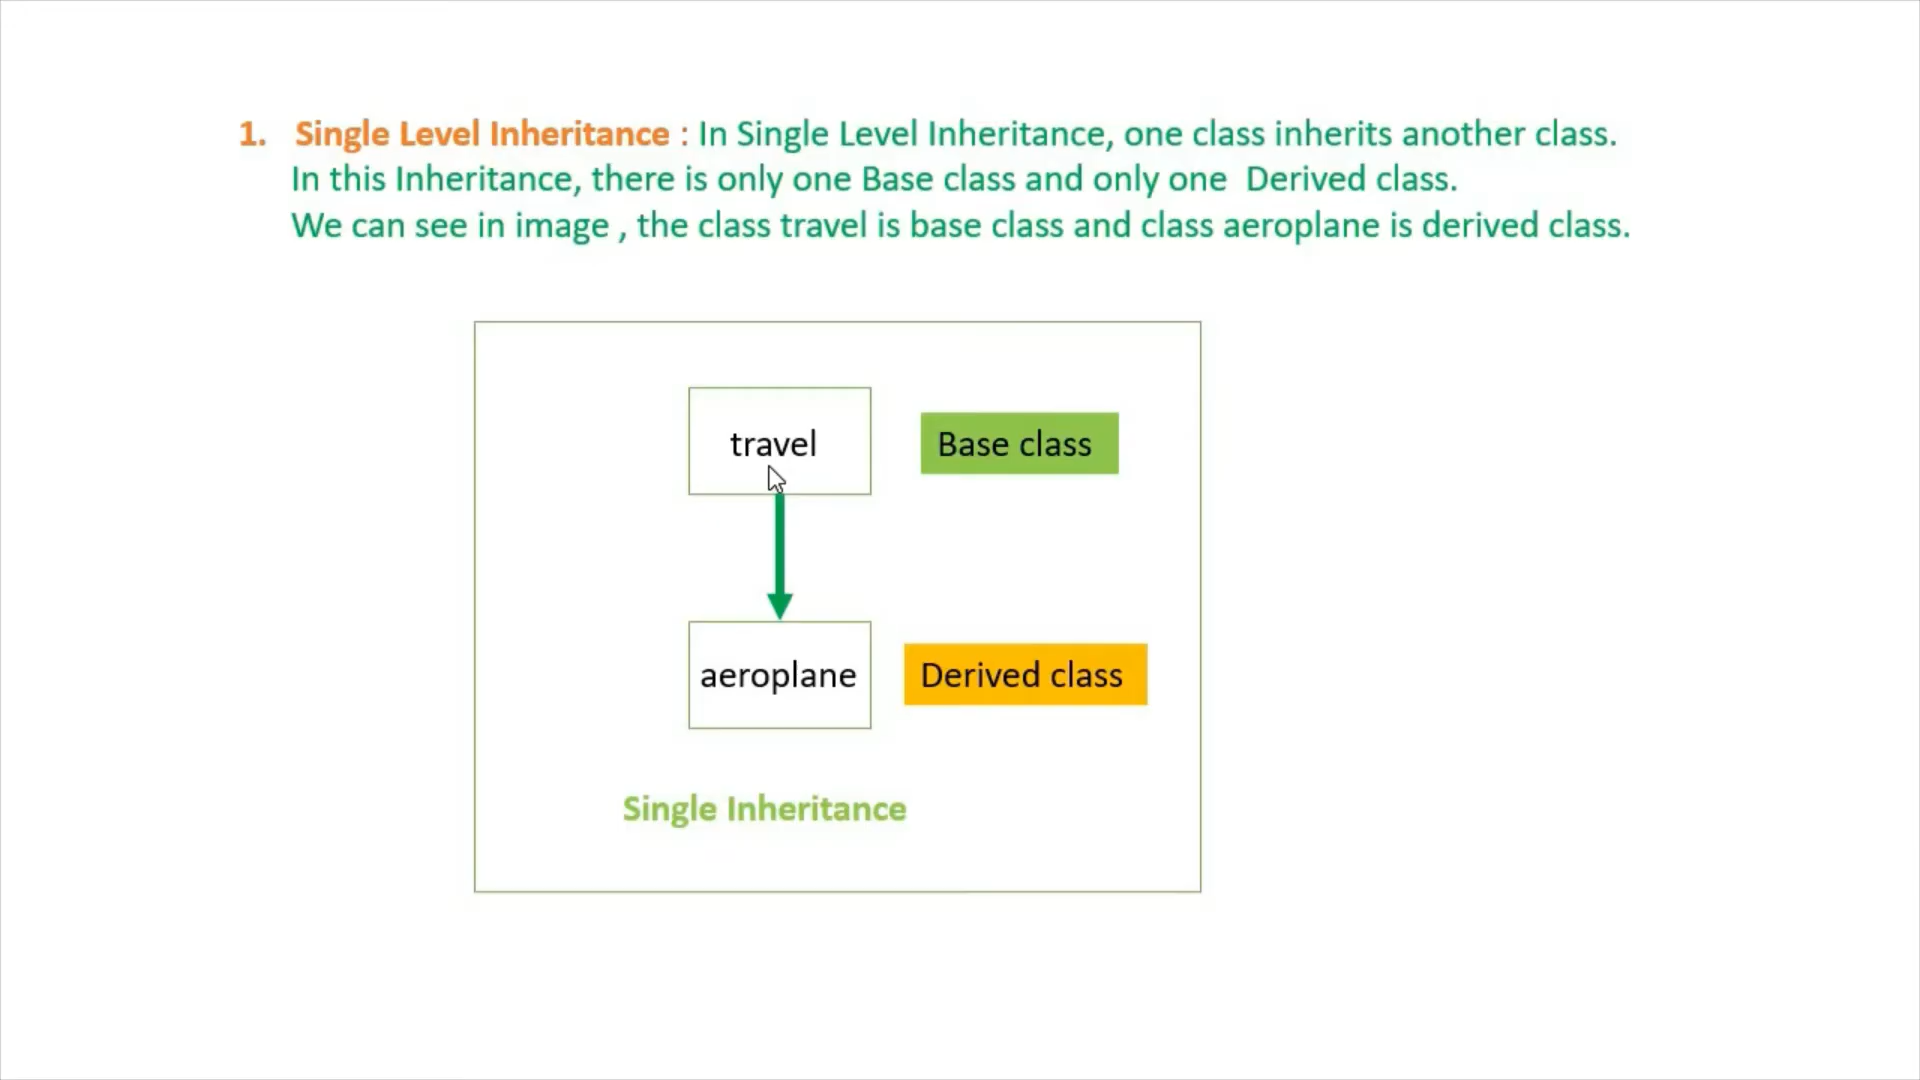 1. Single Level Inheritance : In Single Level Inheritance, one class inherits another class.
In this Inheritance, there is only one Base class and only one Derived class.
We can see in image , the class travel is base class and class aeroplane is derived class.
travel
Base class
aeroplane
Derived class
Single Inheritance